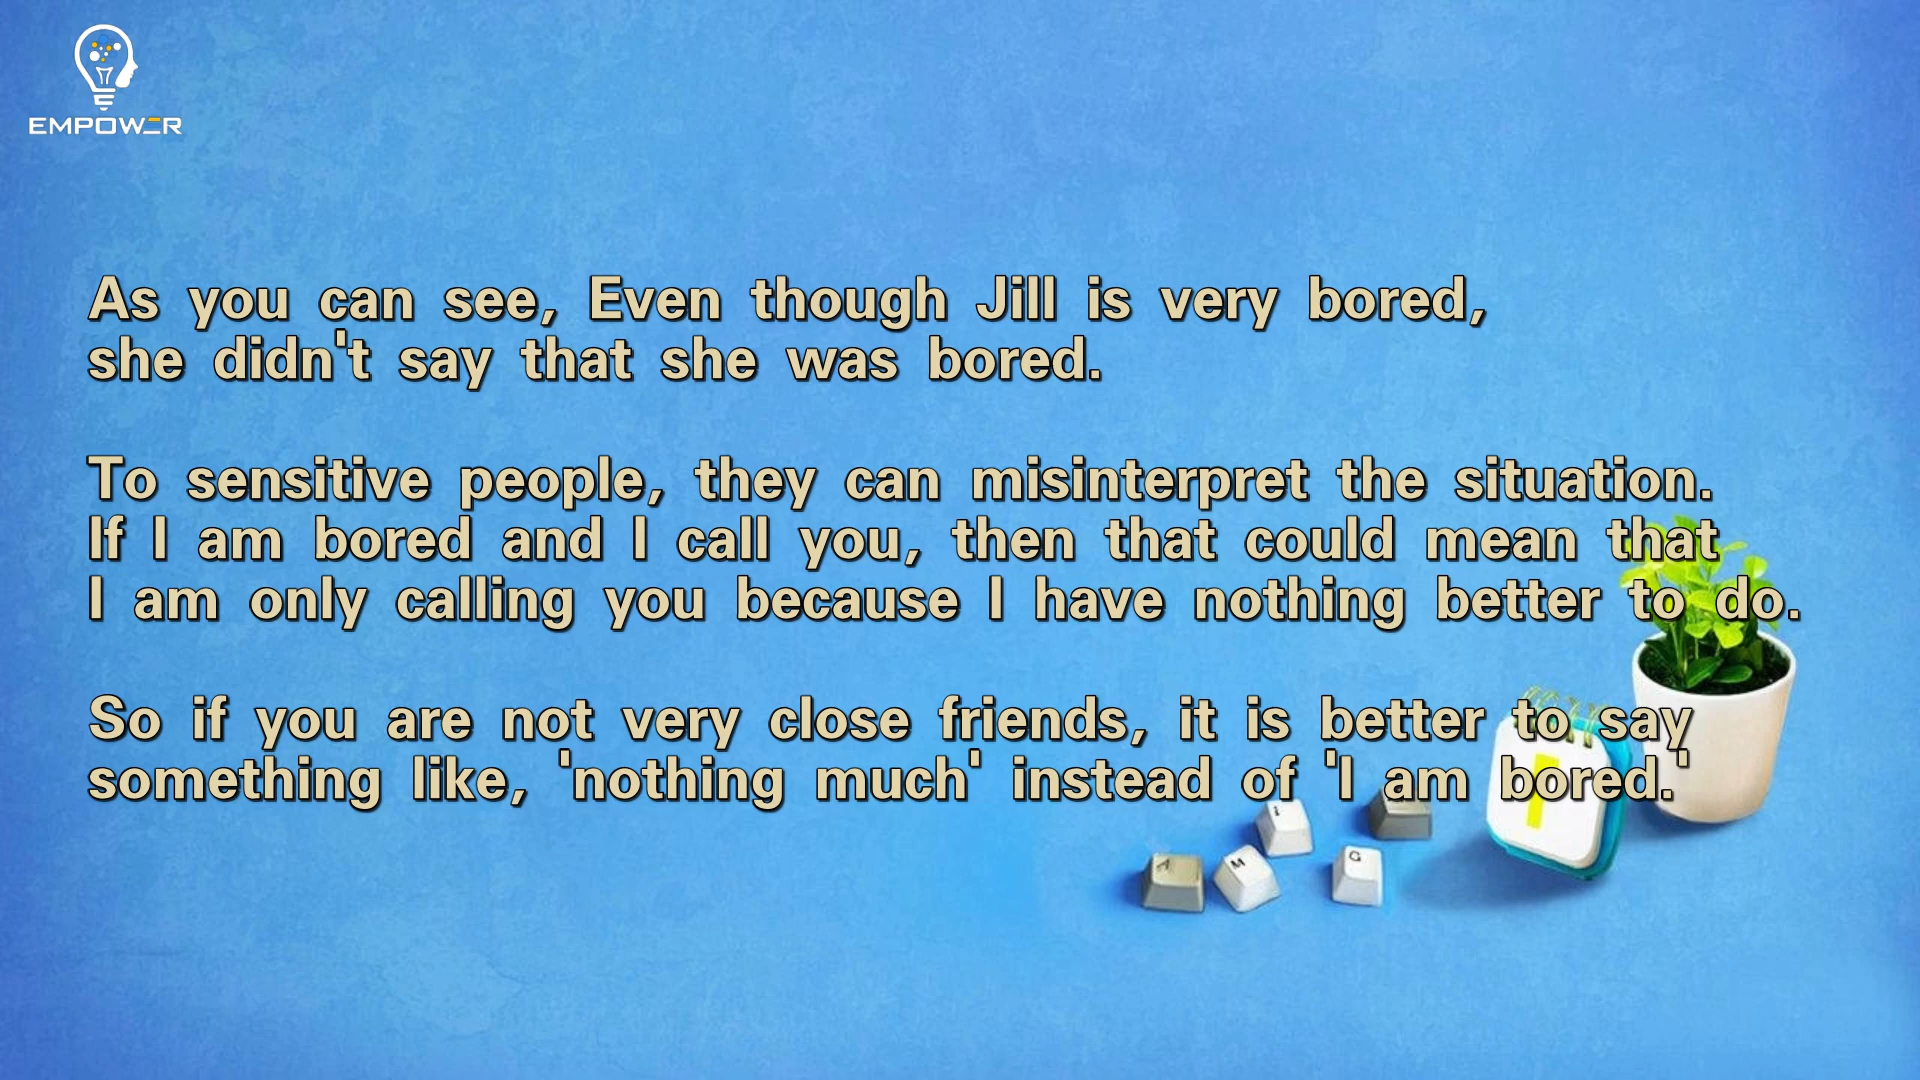 EMPOWER
As you can see, Even though Jill is very bored,
she didn't say that she was bored.
To sensitive people, they can misinterpret the situation.
If I am bored and I call you, then that could mean that
I am only calling you because I have nothing better to do.
So if you are not very close friends, it is better to say
something like, 'nothing much' instead of 'I am bored.'
M
G